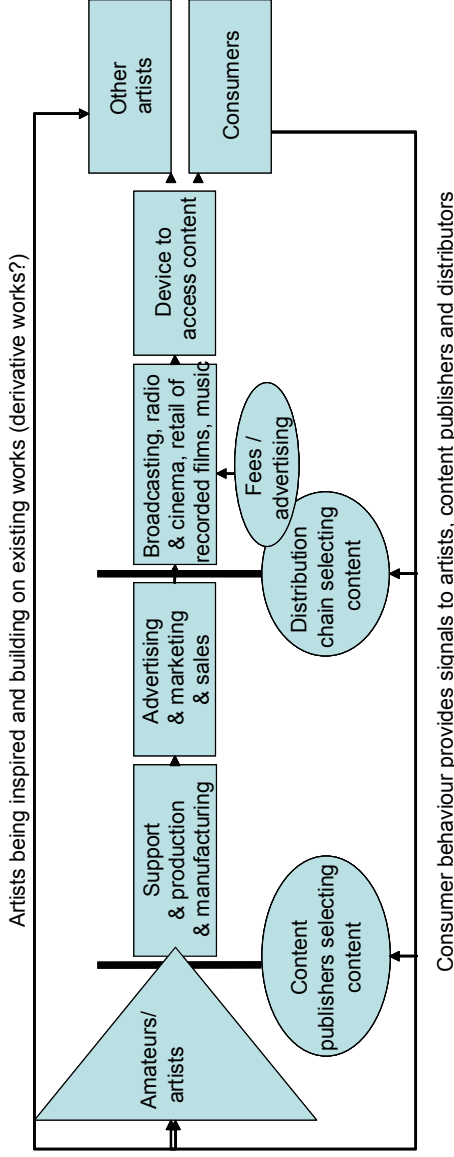 Artists being inspired and building on existing works (derivative works?)
Amateurs/
artists
Support
& production
& manufacturing
Advertising
& marketing
& sales
Broadcasting, radio
& cinema, retail of
recorded films, music
Device to
access content
Other
artists
Consumers
Fees /
advertising
Content
publishers selecting
content
Distribution
chain selecting
content
Consumer behaviour provides signals to artists, content publishers and distributors